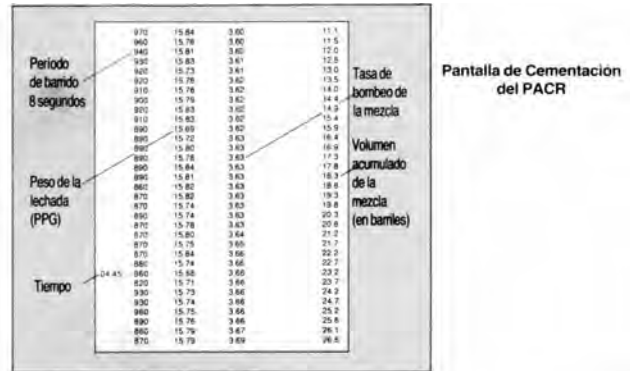 Pantalla de Cementación
del PACR
Período
de barrido
8 segundos
Peso de la
lechada
(PPG)
Tiempo
970 15.84 3.60 11.1
960 15.78 3.60 11.5
940 15.81 3.60 12.0
930 15.83 3.61 12.5
920 15.73 3.61 13.0
920 15.76 3.62 13.5
910 15.78 3.62 14.0
900 15.79 3.62 14.4
920 15.83 3.62 14.9
910 15.83 3.62 15.4
890 15.69 3.62 15.9
890 15.72 3.63 16.4
890 15.80 3.63 16.9
15.78 3.63 17.3
890 15.84 3.63 17.8
890 15.81 3.63 18.3
860 15.82 3.63 18.8
870 15.82 3.63 19.3
870 15.74 3.63 19.8
890 15.74 3.63 20.3
870 15.78 3.63 20.8
870 15.80 3.64 21.2
870 15.75 3.65 21.7
870 15.84 3.66 22.2
880 15.74 3.66 22.7
04:45 960 15.68 3.66 23.2
820 15.71 3.66 23.7
930 15.73 3.66 24.2
930 15.74 3.66 24.7
960 15.75 3.66 25.2
890 15.76 3.66 25.6
860 15.79 3.67 26.1
870 15.79 3.69 26.6
Tasa de
bombeo de
la mezcla
Volumen
acumulado
de la
mezcla
(en barriles)